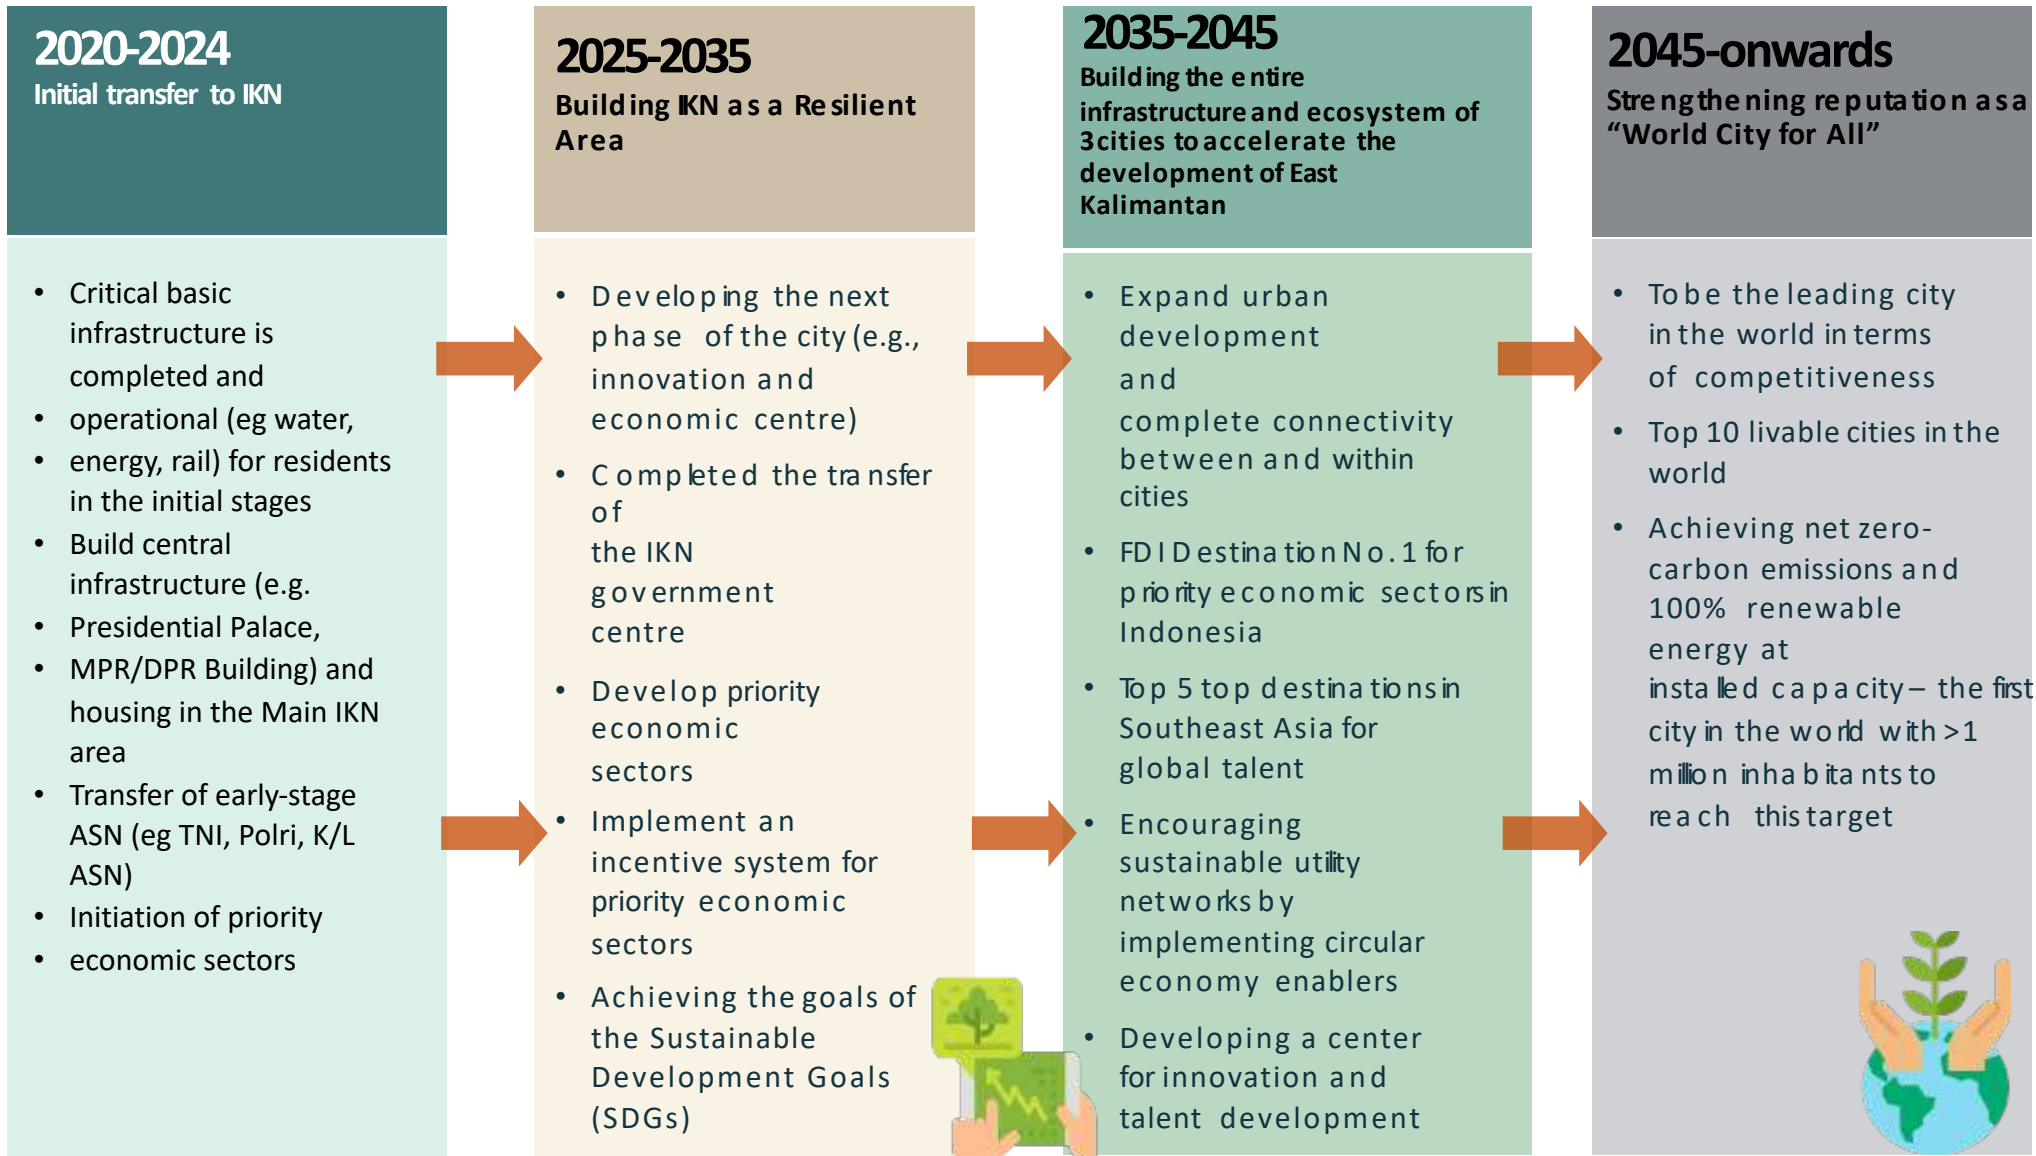 2020-2024
Initial transfer to IKN
• Critical basic
infrastructure is
completed and
• operational (eg water,
• energy, rail) for residents
in the initial stages
• Build central
infrastructure (e.g.
• Presidential Palace,
• MPR/DPR Building) and
housing in the Main IKN
area
• Transfer of early-stage
ASN (eg TNI, Polri, K/L
ASN)
• Initiation of priority
• economic sectors
2025-2035
Building IKN as a Resilient
Area
• Developing the next
phase of the city (e.g.,
innovation and
economic centre)
• Completed the transfer
of
the IKN
government
centre
• Develop priority
economic
sectors
• Implement an
incentive system for
priority economic
sectors
• Achieving the goals of
the Sustainable
Development Goals
(SDGs)
2035-2045
Building the entire
infrastructure and ecosystem of
3 cities to accelerate the
development of East
Kalimantan
• Expand urban
development
and
complete connectivity
between and within
cities
• FDI Destination No. 1 for
priority economic sectors in
Indonesia
• Top 5 top destinations in
Southeast Asia for
global talent
• Encouraging
sustainable utility
networks by
implementing circular
economy enablers
• Developing a center
for innovation and
talent development
2045-onwards
Strengthening reputation as a
“World City for All”
• To be the leading city
in the world in terms
of competitiveness
• Top 10 livable cities in the
world
• Achieving net zero-
carbon emissions and
100% renewable
energy at
installed capacity – the first
city in the world with >1
million inhabitants to
reach this target